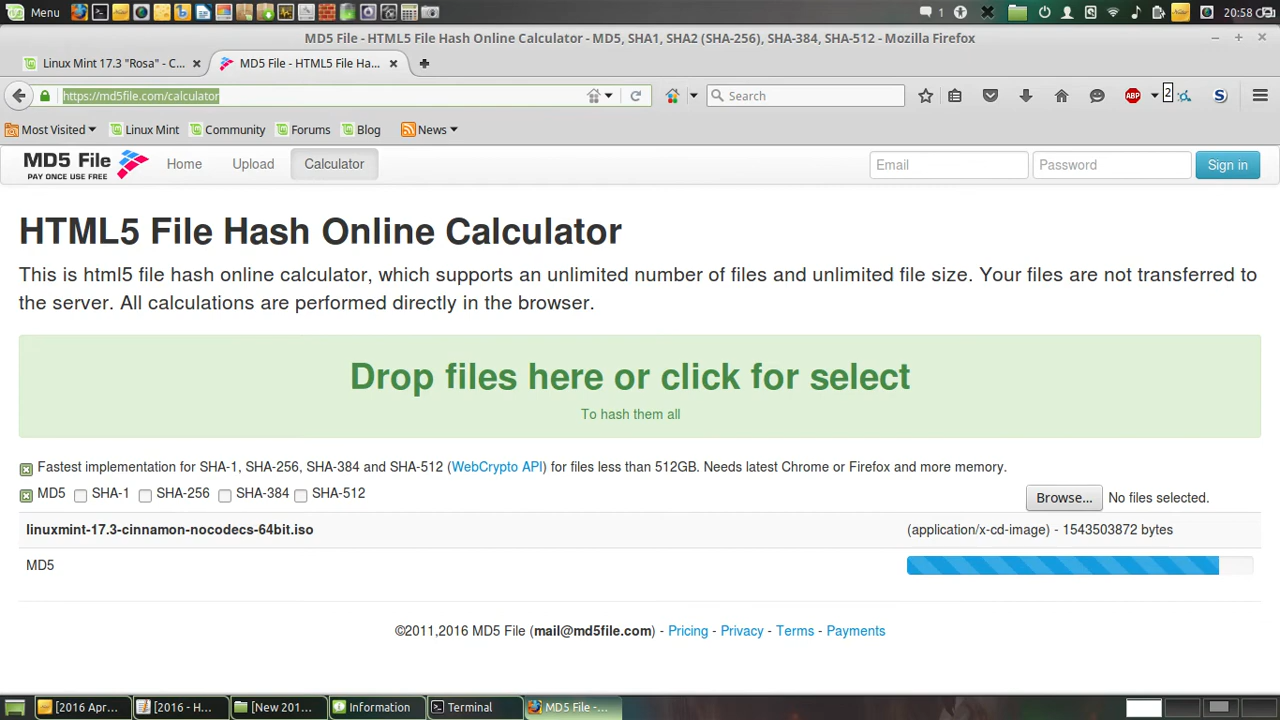 Menu
1
20:58
MD5 File - HTML5 File Hash Online Calculator - MD5, SHA1, SHA2 (SHA-256), SHA-384, SHA-512 - Mozilla Firefox
Linux Mint 17.3 "Rosa" - C...
MD5 File - HTML5 File Ha...
https://md5file.com/calculator
Search
ABP
2
S
Most Visited
Linux Mint
Community
Forums
Blog
News
MD5 File
PAY ONCE USE FREE
Home
Upload
Calculator
Email
Password
Sign in
HTML5 File Hash Online Calculator
This is html5 file hash online calculator, which supports an unlimited number of files and unlimited file size. Your files are not transferred to
the server. All calculations are performed directly in the browser.
Drop files here or click for select
To hash them all
Fastest implementation for SHA-1, SHA-256, SHA-384 and SHA-512 (WebCrypto API) for files less than 512GB. Needs latest Chrome or Firefox and more memory.
MD5 SHA-1 SHA-256 SHA-384 SHA-512
Browse... No files selected.
linuxmint-17.3-cinnamon-nocodecs-64bit.iso
(application/x-cd-image) - 1543503872 bytes
MD5
©2011,2016 MD5 File (mail@md5file.com) - Pricing - Privacy - Terms - Payments
[2016 Apr...
[2016 - H...
[New 201...
Information
Terminal
MD5 File -...